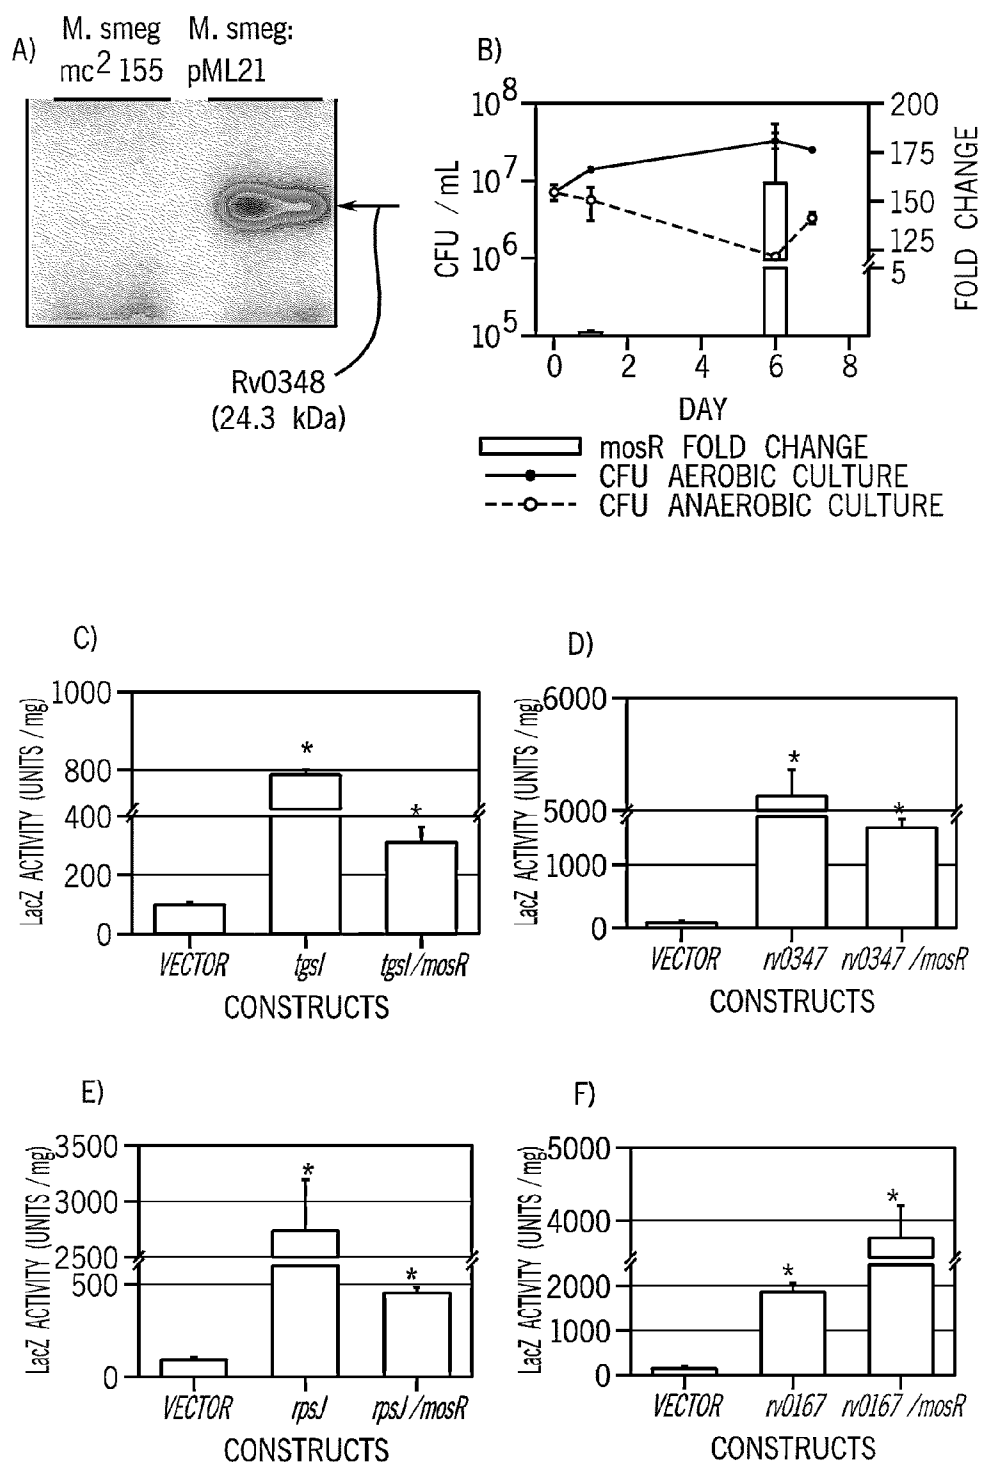 A)
M. smeg
mc2 155
M. smeg:
pML21
Rv0348
(24.3 kDa)
B)
CFU / mL
10^8
10^7
10^6
10^5
200
175
150
125
5
FOLD CHANGE
0 2 4 6 8
DAY
mosR FOLD CHANGE
CFU AEROBIC CULTURE
CFU ANAEROBIC CULTURE
C)
LacZ ACTIVITY (UNITS /mg)
1000
800
400
200
0
*
*
VECTOR tgsI tgsI/mosR
CONSTRUCTS
D)
LacZ ACTIVITY (UNITS /mg)
6000
5000
1000
0
*
*
VECTOR rv0347 rv0347 /mosR
CONSTRUCTS
E)
LacZ ACTIVITY (UNITS /mg)
3500
3000
2500
500
0
*
*
VECTOR rpsJ rpsJ/mosR
CONSTRUCTS
F)
LacZ ACTIVITY (UNITS /mg)
5000
4000
2000
1000
0
*
*
VECTOR rv0167 rv0167 /mosR
CONSTRUCTS